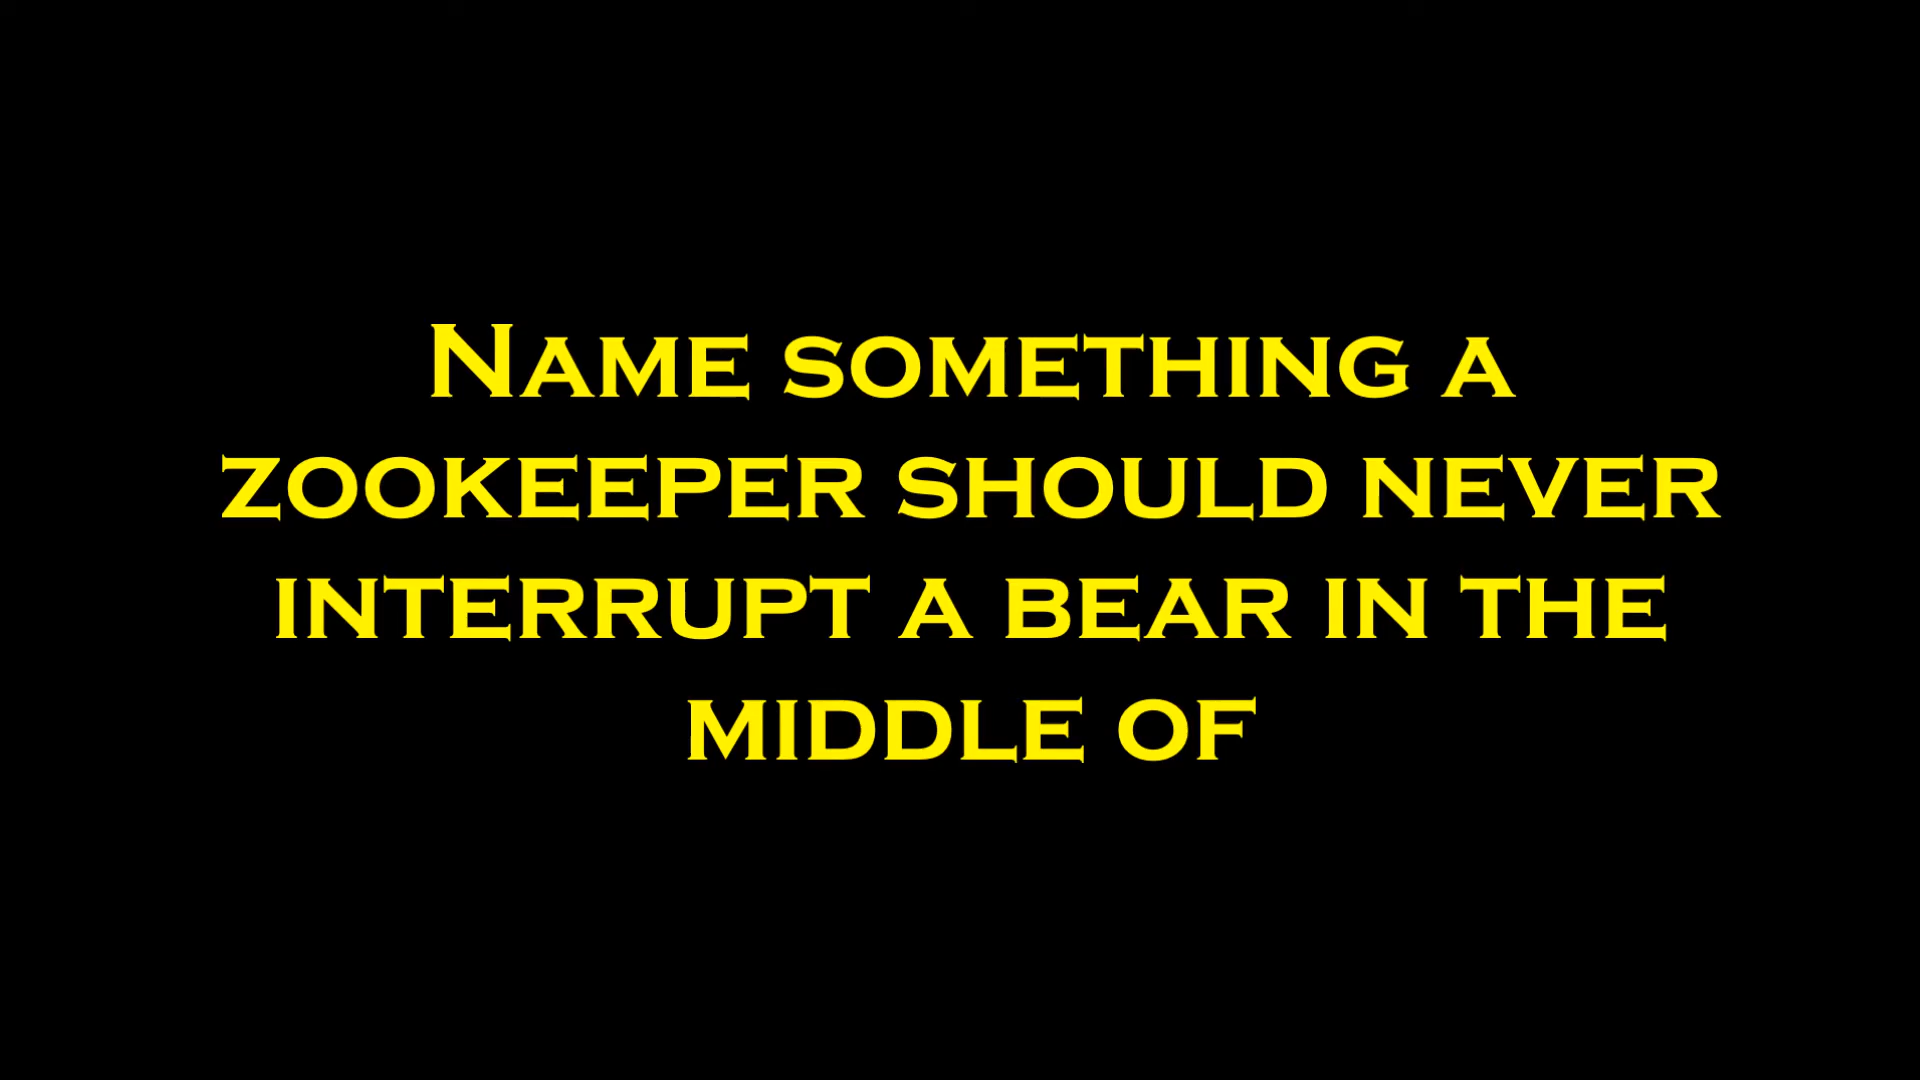 Name something a
zookeeper should never
interrupt a bear in the
middle of